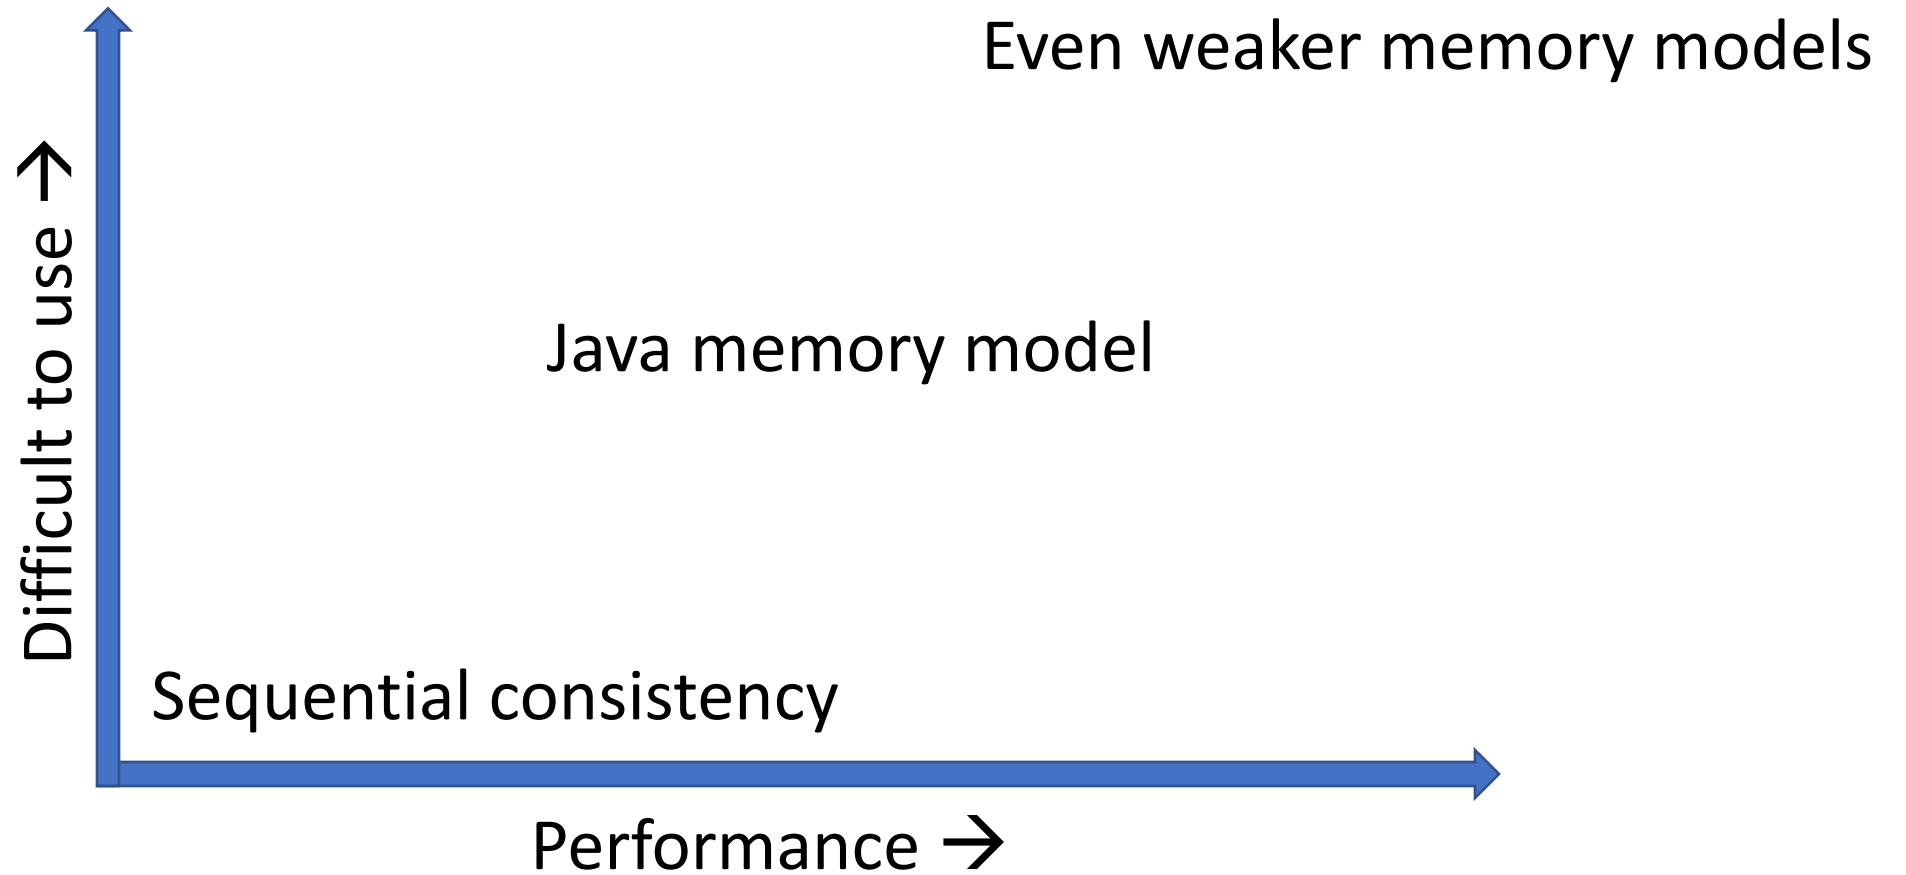 Even weaker memory models
Difficult to use →
Java memory model
Sequential consistency
Performance →